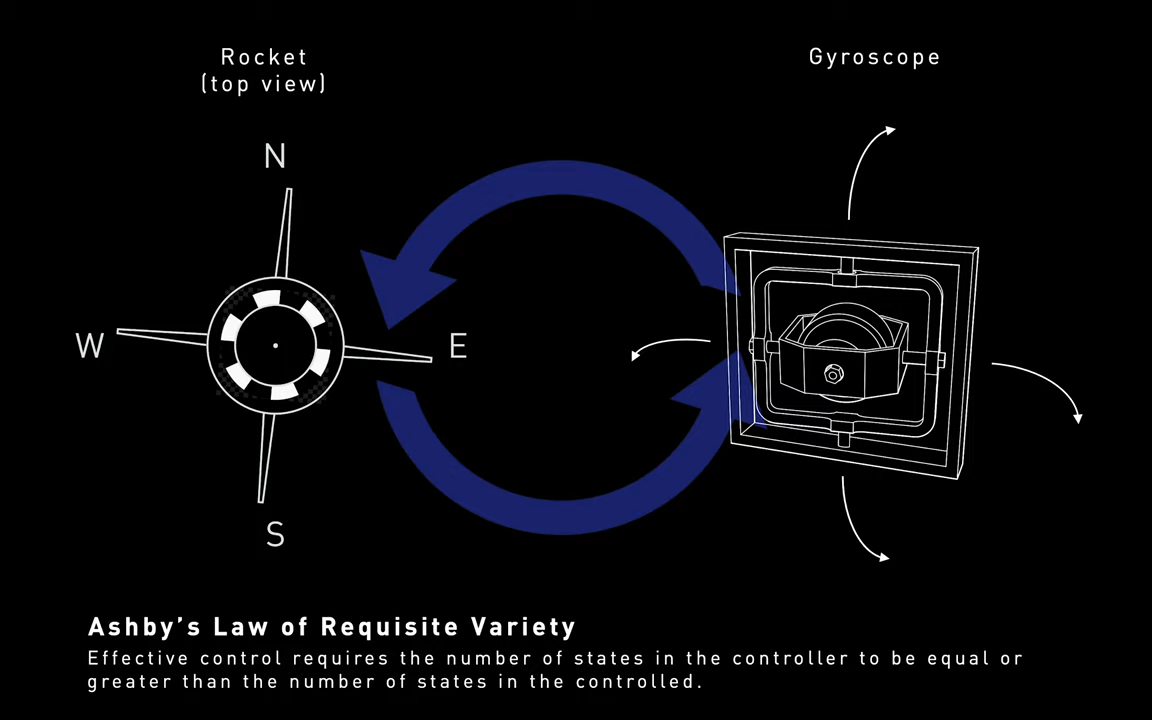 Rocket
(top view)
Gyroscope
N
W
E
S
Ashby's Law of Requisite Variety
Effective control requires the number of states in the controller to be equal or
greater than the number of states in the controlled.